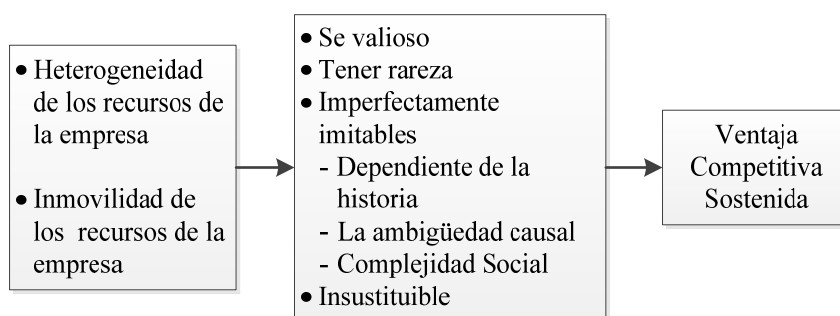 • Heterogeneidad
de los recursos de
la empresa
• Inmovilidad de
los recursos de la
empresa
• Se valioso
• Tener rareza
• Imperfectamente
imitables
- Dependiente de la
historia
- La ambigüedad causal
- Complejidad Social
• Insustituible
Ventaja
Competitiva
Sostenida